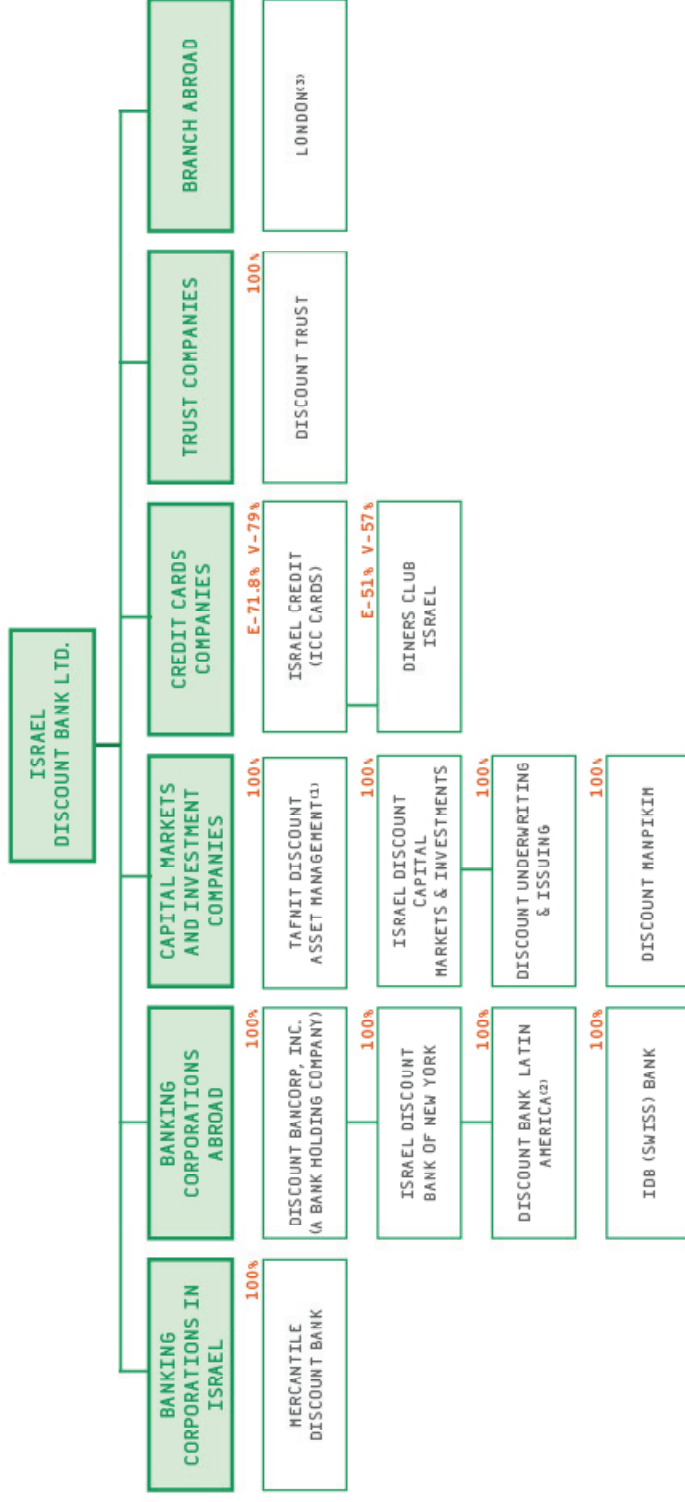 ISRAEL
DISCOUNT BANK LTD.
BANKING
CORPORATIONS IN
ISRAEL
100%
MERCANTILE
DISCOUNT BANK
BANKING
CORPORATIONS
ABROAD
100%
DISCOUNT BANCORP, INC.
(A BANK HOLDING COMPANY)
100%
ISRAEL DISCOUNT
BANK OF NEW YORK
100%
DISCOUNT BANK LATIN
AMERICA(2)
100%
IDB (SWISS) BANK
CAPITAL MARKETS
AND INVESTMENT
COMPANIES
100%
TAFNIT DISCOUNT
ASSET MANAGEMENT(1)
100%
ISRAEL DISCOUNT
CAPITAL
MARKETS & INVESTMENTS
100%
DISCOUNT UNDERWRITING
& ISSUING
100%
DISCOUNT MANPIKIM
CREDIT CARDS
COMPANIES
E-71.8% V-79%
ISRAEL CREDIT
(ICC CARDS)
E-51% V-57%
DINERS CLUB
ISRAEL
TRUST COMPANIES
100%
DISCOUNT TRUST
BRANCH ABROAD
LONDON(3)